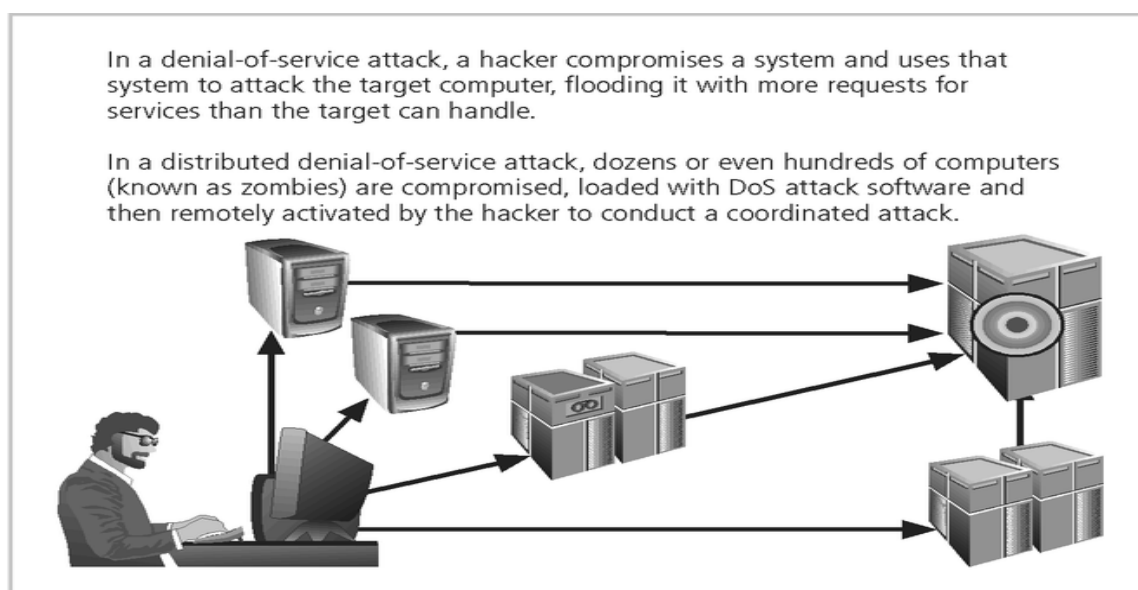 In a denial-of-service attack, a hacker compromises a system and uses that
system to attack the target computer, flooding it with more requests for
services than the target can handle.
In a distributed denial-of-service attack, dozens or even hundreds of computers
(known as zombies) are compromised, loaded with DoS attack software and
then remotely activated by the hacker to conduct a coordinated attack.